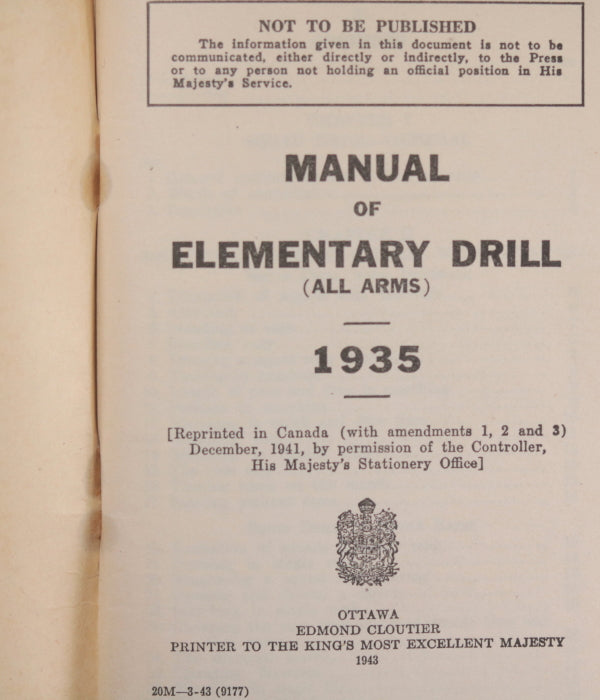 NOT TO BE PUBLISHED
The information given in this document is not to be
communicated, either directly or indirectly, to the Press
or to any person not holding an official position in His
Majesty's Service.
MANUAL
OF
ELEMENTARY DRILL
(ALL ARMS)
1935
[Reprinted in Canada (with amendments 1, 2 and 3)
December, 1941, by permission of the Controller,
His Majesty's Stationery Office]
OTTAWA
EDMOND CLOUTIER
PRINTER TO THE KING'S MOST EXCELLENT MAJESTY
1943
20M—3-43 (9177)